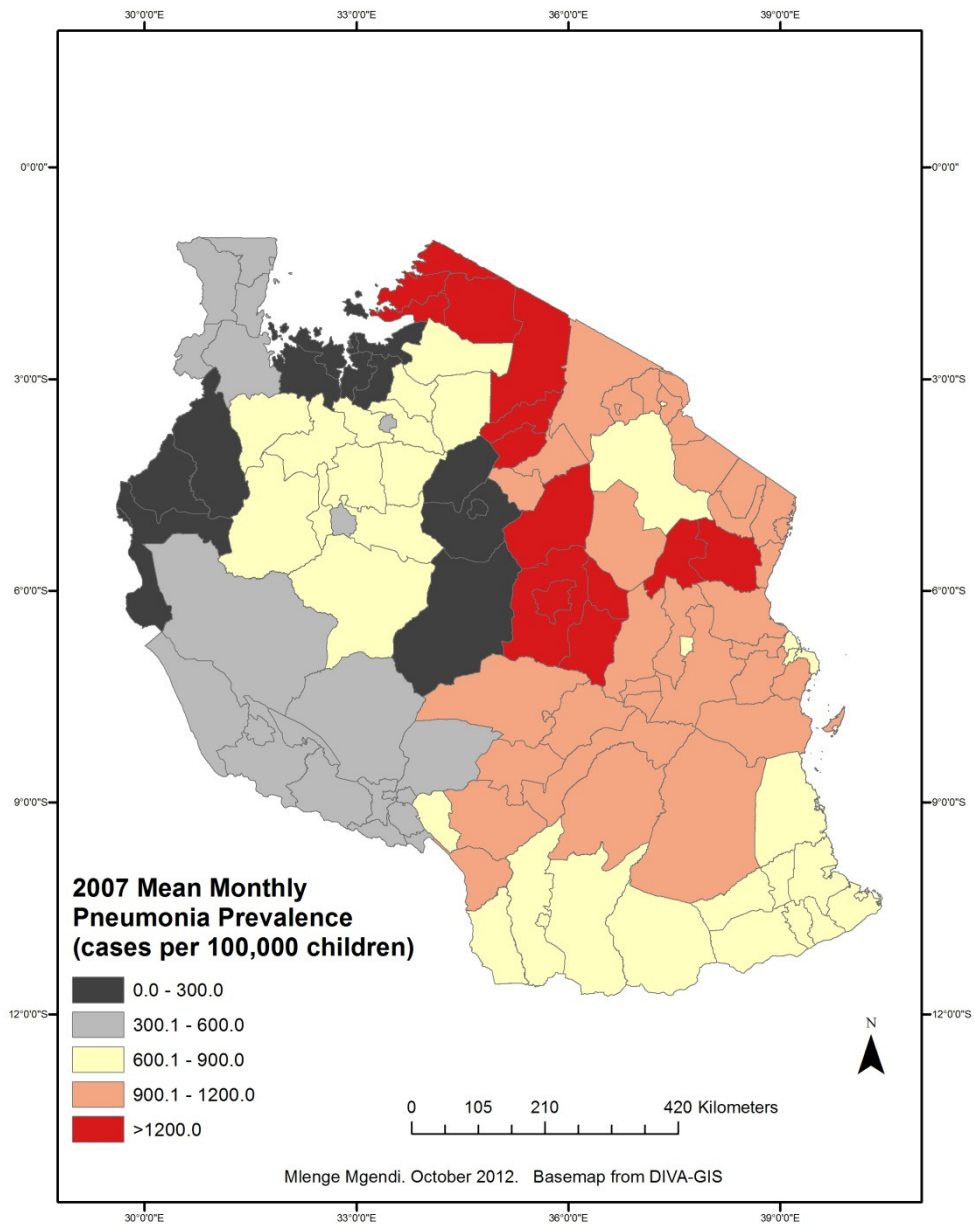 30°0'0"E 33°0'0"E 36°0'0"E 39°0'0"E
0°0'0" 0°0'0"
3°0'0"S 3°0'0"S
6°0'0"S 6°0'0"S
9°0'0"S 9°0'0"S
2007 Mean Monthly
Pneumonia Prevalence
(cases per 100,000 children)
0.0 - 300.0
300.1 - 600.0
12°0'0"S 12°0'0"S
N
600.1 - 900.0
900.1 - 1200.0
>1200.0
0 105 210 420 Kilometers
Mlenge Mgendi. October 2012. Basemap from DIVA-GIS
30°0'0"E 33°0'0"E 36°0'0"E 39°0'0"E